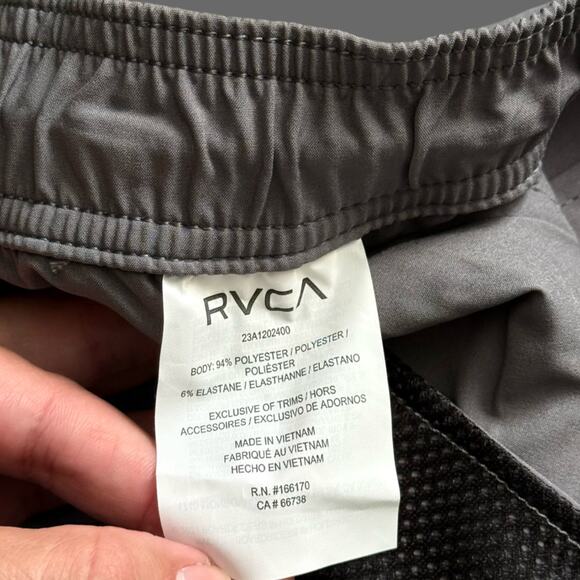 RVCA
23A1202400
BODY: 94% POLYESTER / POLYESTER /
POLIÉSTER
6% ELASTANE / ELASTHANNE / ELASTANO
EXCLUSIVE OF TRIMS / HORS
ACCESSOIRES / EXCLUSIVO DE ADORNOS
MADE IN VIETNAM
FABRIQUÉ AU VIETNAM
HECHO EN VIETNAM
R.N. #166170
CA # 66738